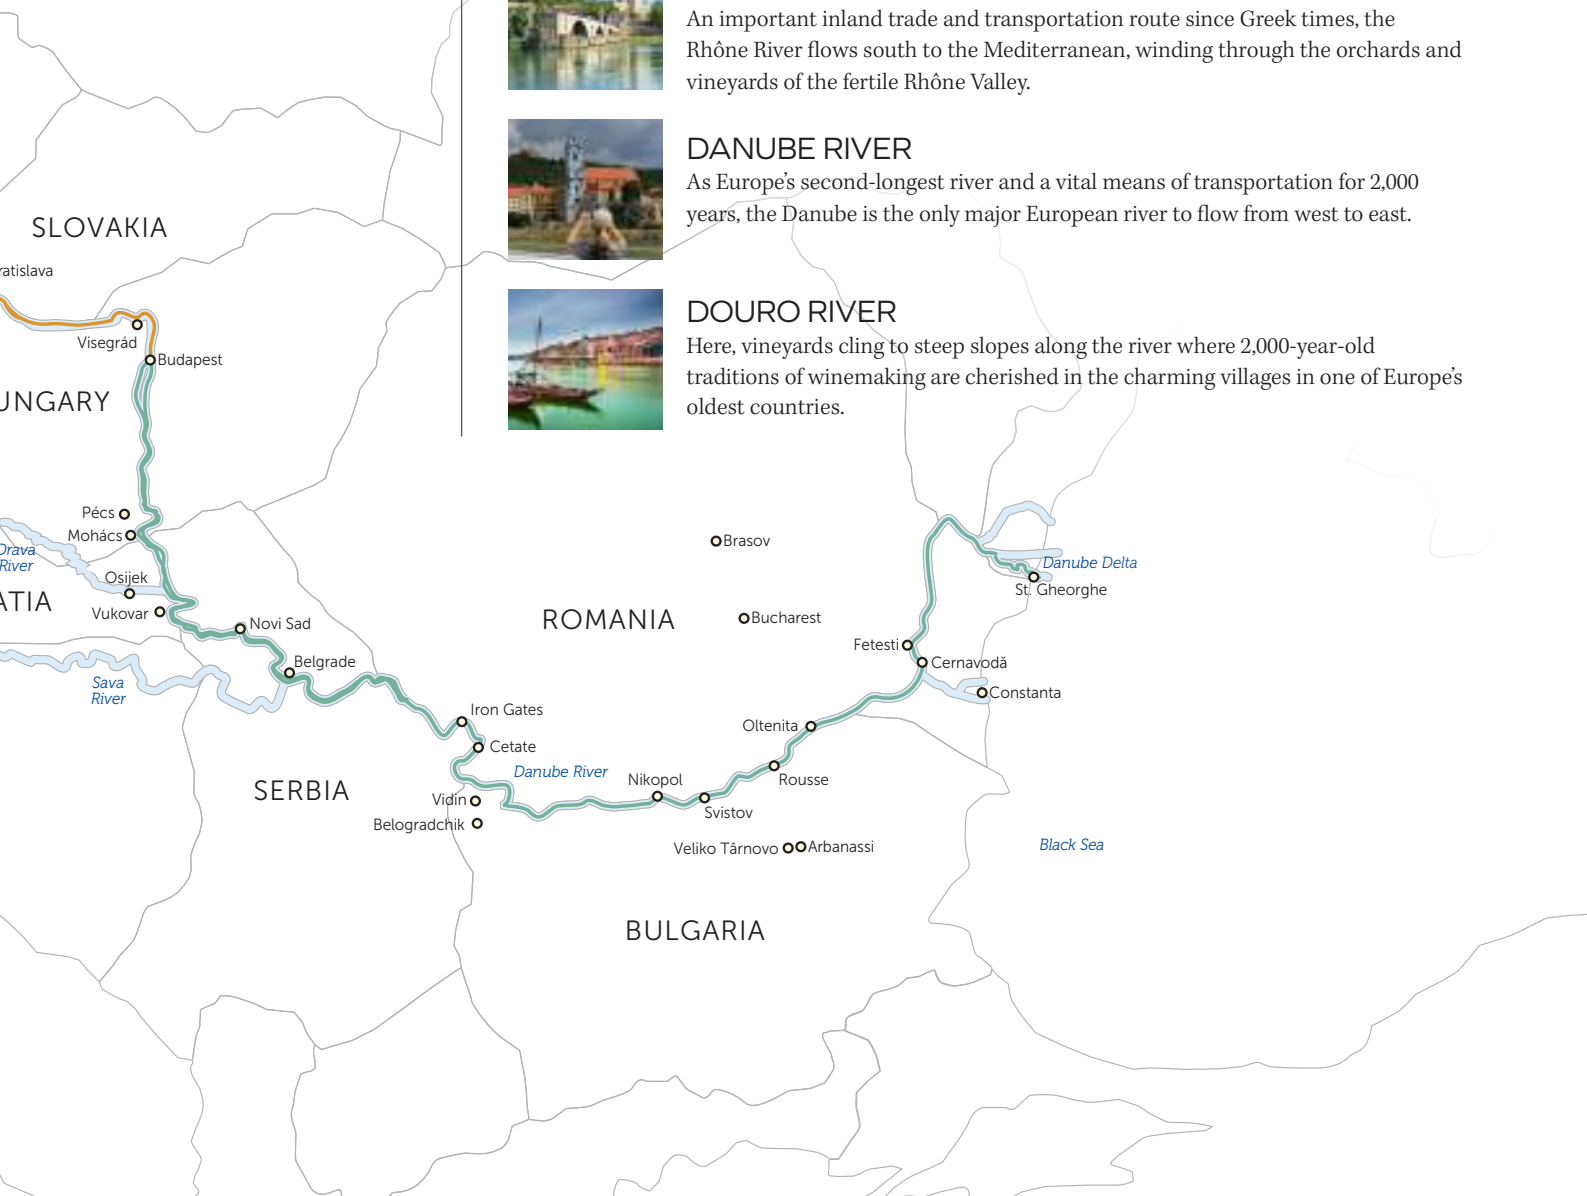 An important inland trade and transportation route since Greek times, the
Rhône River flows south to the Mediterranean, winding through the orchards and
vineyards of the fertile Rhône Valley.
DANUBE RIVER
As Europe’s second-longest river and a vital means of transportation for 2,000
years, the Danube is the only major European river to flow from west to east.
DOURO RIVER
Here, vineyards cling to steep slopes along the river where 2,000-year-old
traditions of winemaking are cherished in the charming villages in one of Europe’s
oldest countries.
SLOVAKIA
ratislava
Visegrád
Budapest
UNGARY
Pécs
Mohács
Drava
River
Osijek
ATIA
Vukovar
Novi Sad
Belgrade
Sava
River
Iron Gates
Cetate
SERBIA
Danube River
Vidin
Belogradchik
Nikopol
Svistov
Rousse
Oltenita
Veliko Târnovo
Arbanassi
BULGARIA
ROMANIA
Brasov
Bucharest
Fetesti
Cernavodă
Constanta
Danube Delta
St. Gheorghe
Black Sea